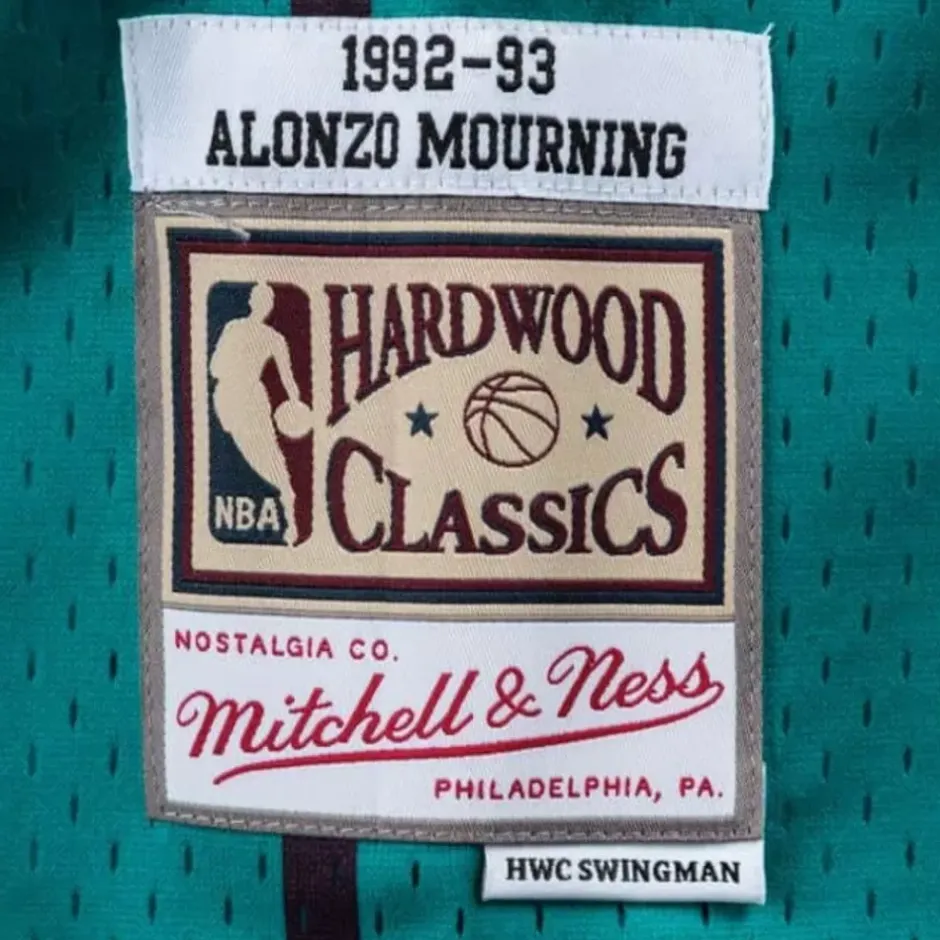 1992-93
ALONZO MOURNING
HARDWOOD
CLASSICS
NBA
NOSTALGIA CO.
Mitchell & Ness
PHILADELPHIA, PA.
HWC SWINGMAN